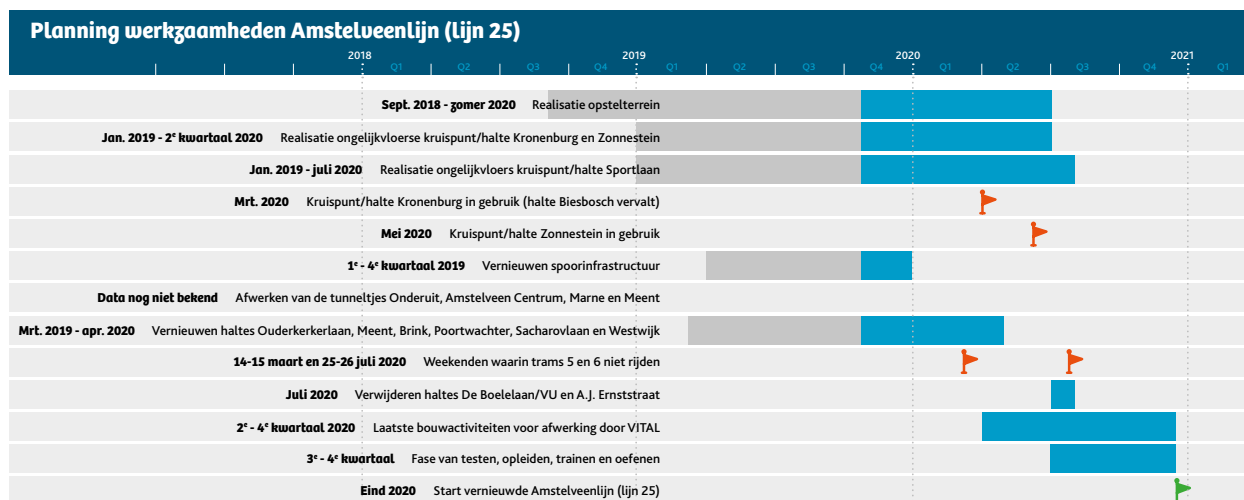 Planning werkzaamheden Amstelveenlijn (lijn 25)
2018 2019 2020 2021
Q1 Q2 Q3 Q4 Q1 Q2 Q3 Q4 Q1 Q2 Q3 Q4 Q1
Sept. 2018 - zomer 2020 Realisatie opstelterrein
Jan. 2019 - 2e kwartaal 2020 Realisatie ongelijkvloerse kruispunt/halte Kronenburg en Zonnestein
Jan. 2019 - juli 2020 Realisatie ongelijkvloers kruispunt/halte Sportlaan
Mrt. 2020 Kruispunt/halte Kronenburg in gebruik (halte Biesbosch vervalt)
Mei 2020 Kruispunt/halte Zonnestein in gebruik
1e - 4e kwartaal 2019 Vernieuwen spoorinfrastructuur
Data nog niet bekend Afwerken van de tunneltjes Onderuit, Amstelveen Centrum, Marne en Meent
Mrt. 2019 - apr. 2020 Vernieuwen haltes Ouderkerkerlaan, Meent, Brink, Poortwachter, Sacharovlaan en Westwijk
14-15 maart en 25-26 juli 2020 Weekenden waarin trams 5 en 6 niet rijden
Juli 2020 Verwijderen haltes De Boelelaan/VU en A.J. Ernststraat
2e - 4e kwartaal 2020 Laatste bouwactiviteiten voor afwerking door VITAL
3e - 4e kwartaal Fase van testen, opleiden, trainen en oefenen
Eind 2020 Start vernieuwde Amstelveenlijn (lijn 25)